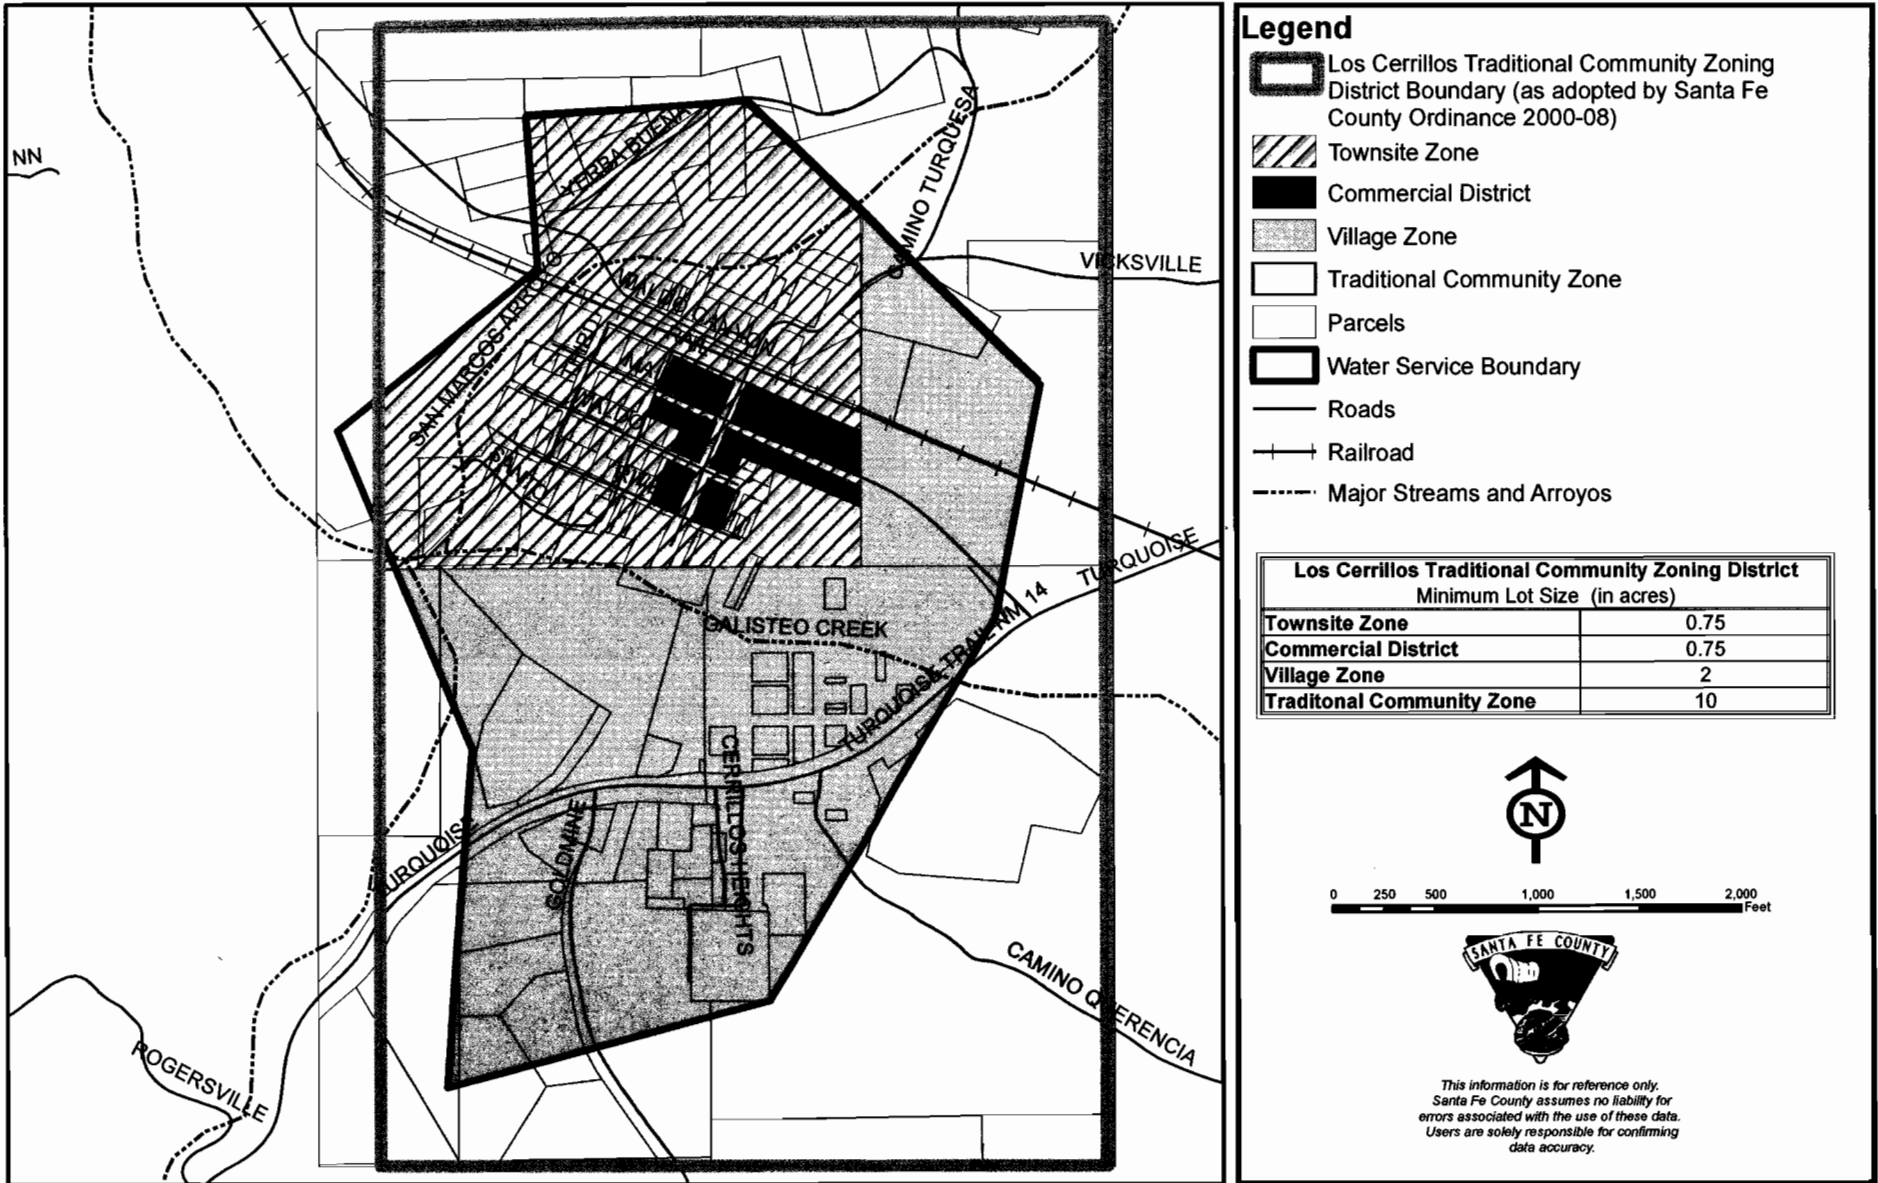 NN
YERBA BUENA
CAMINO TURQUESA
VICKSVILLE
SAN MARCOS ARROYO
WALDO CANYON
THIRD
WALDO
TURQUOISE
TURQUOISE TRAIL NM 14
GALISTEO CREEK
CERRILLOS HEIGHTS
GOLDMINE
TURQUOISE
CAMINO QUERENCIA
ROGERSVILLE
Legend
Los Cerrillos Traditional Community Zoning
District Boundary (as adopted by Santa Fe
County Ordinance 2000-08)
Townsite Zone
Commercial District
Village Zone
Traditional Community Zone
Parcels
Water Service Boundary
Roads
Railroad
Major Streams and Arroyos
Los Cerrillos Traditional Community Zoning District
Minimum Lot Size (in acres)
Townsite Zone 0.75
Commercial District 0.75
Village Zone 2
Traditonal Community Zone 10
N
0 250 500 1,000 1,500 2,000
Feet
SANTA FE COUNTY
This information is for reference only.
Santa Fe County assumes no liability for
errors associated with the use of these data.
Users are solely responsible for confirming
data accuracy.